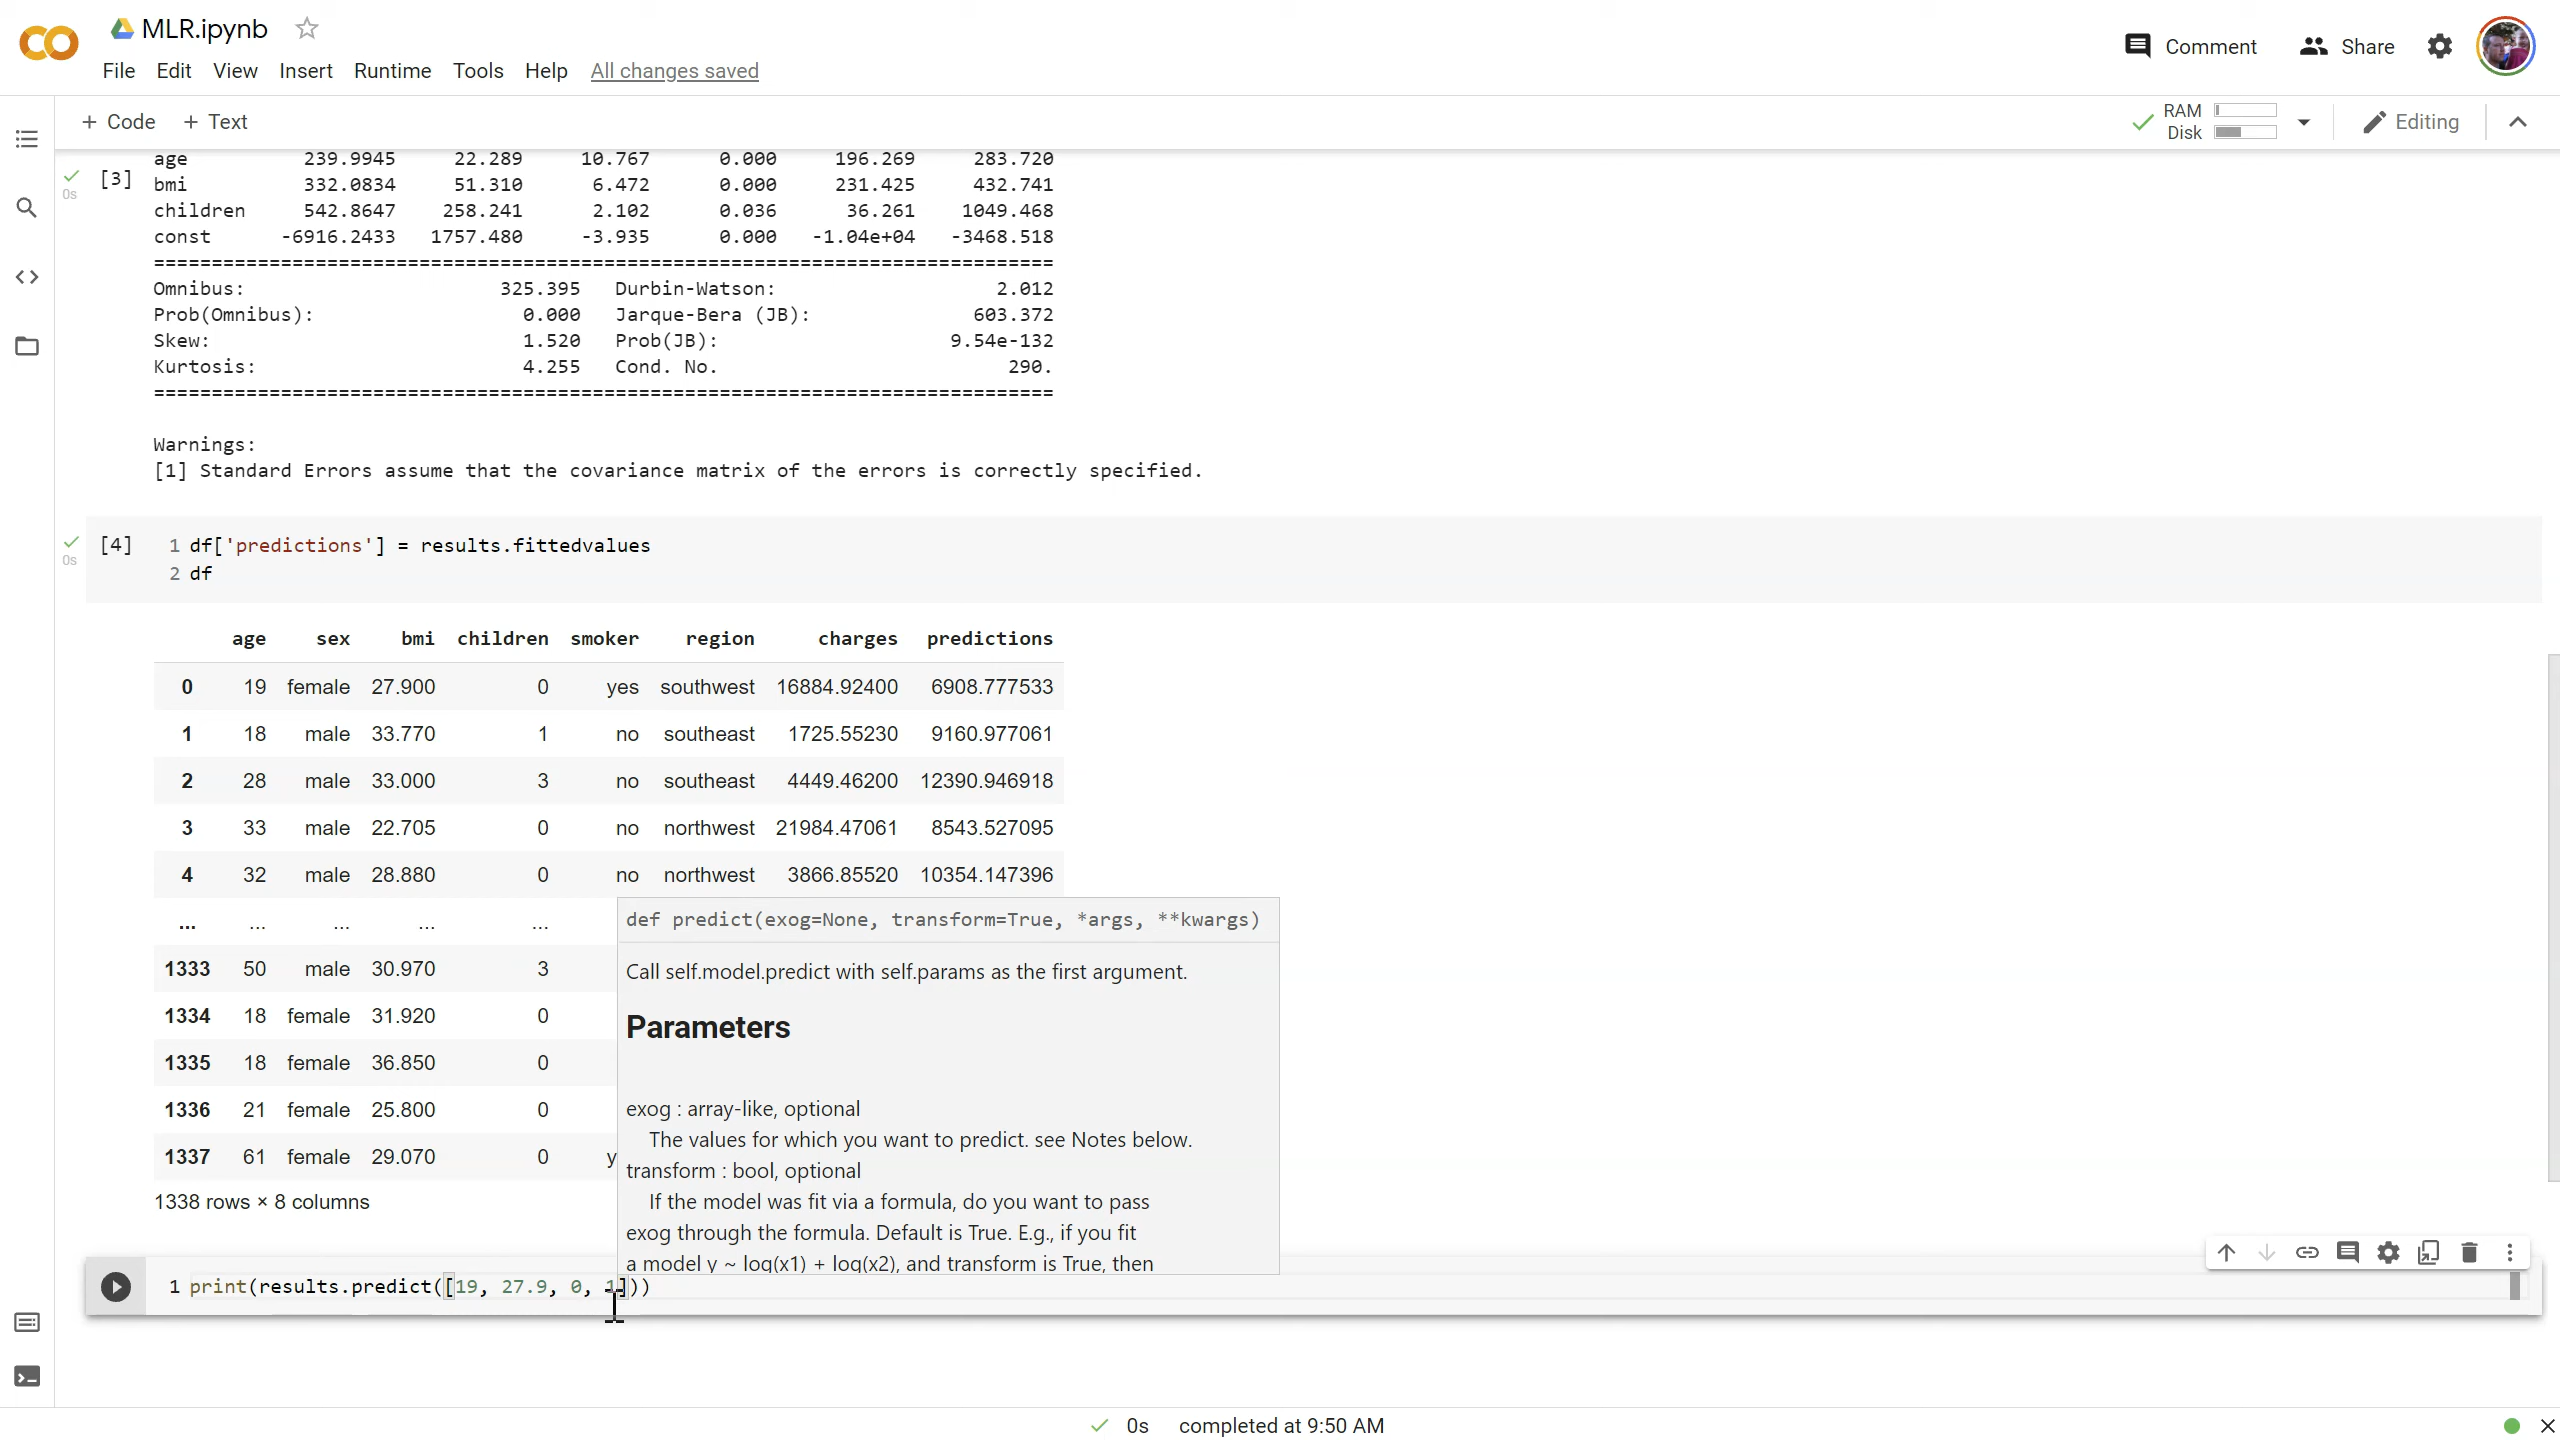 MLR.ipynb
File Edit View Insert Runtime Tools Help All changes saved
Comment Share
+ Code + Text
RAM
Disk
Editing
age 239.9945 22.289 10.767 0.000 196.269 283.720
0s [3] bmi 332.0834 51.310 6.472 0.000 231.425 432.741
children 542.8647 258.241 2.102 0.036 36.261 1049.468
const -6916.2433 1757.480 -3.935 0.000 -1.04e+04 -3468.518
==============================================================================
Omnibus: 325.395 Durbin-Watson: 2.012
Prob(Omnibus): 0.000 Jarque-Bera (JB): 603.372
Skew: 1.520 Prob(JB): 9.54e-132
Kurtosis: 4.255 Cond. No. 290.
==============================================================================
Warnings:
[1] Standard Errors assume that the covariance matrix of the errors is correctly specified.
0s [4] 1 df['predictions'] = results.fittedvalues
2 df
age sex bmi children smoker region charges predictions
0 19 female 27.900 0 yes southwest 16884.92400 6908.777533
1 18 male 33.770 1 no southeast 1725.55230 9160.977061
2 28 male 33.000 3 no southeast 4449.46200 12390.946918
3 33 male 22.705 0 no northwest 21984.47061 8543.527095
4 32 male 28.880 0 no northwest 3866.85520 10354.147396
... ... ... ... ...
1333 50 male 30.970 3
1334 18 female 31.920 0
1335 18 female 36.850 0
1336 21 female 25.800 0
1337 61 female 29.070 0 y
1338 rows × 8 columns
def predict(exog=None, transform=True, *args, **kwargs)
Call self.model.predict with self.params as the first argument.
Parameters
exog : array-like, optional
The values for which you want to predict. see Notes below.
transform : bool, optional
If the model was fit via a formula, do you want to pass
exog through the formula. Default is True. E.g., if you fit
a model y ~ log(x1) + log(x2), and transform is True, then
1 print(results.predict([19, 27.9, 0, 1]))
0s completed at 9:50 AM